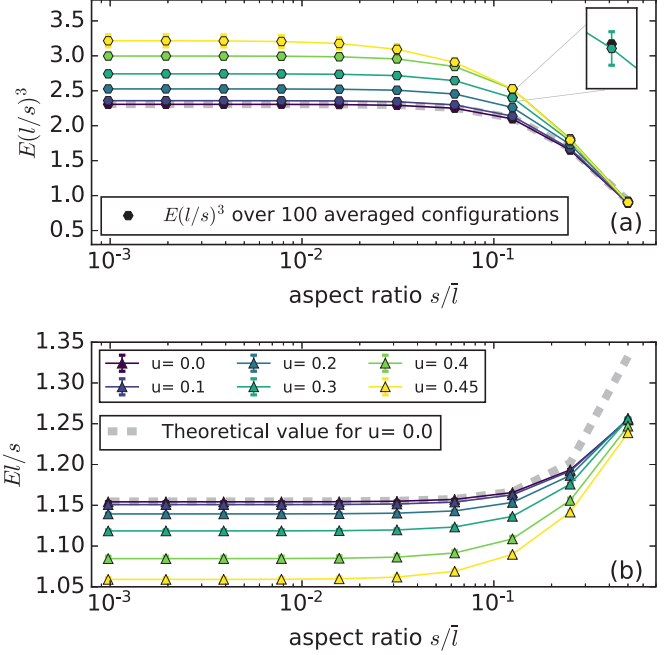 3.5
3.0
2.5
2.0
1.5
1.0
0.5
E(l/s)³
E(l/s)³ over 100 averaged configurations
(a)
10⁻³ 10⁻² 10⁻¹
aspect ratio s/l̄
1.35
1.30
1.25
1.20
1.15
1.10
1.05
El/s
u= 0.0 u= 0.2 u= 0.4
u= 0.1 u= 0.3 u= 0.45
Theoretical value for u= 0.0
(b)
10⁻³ 10⁻² 10⁻¹
aspect ratio s/l̄